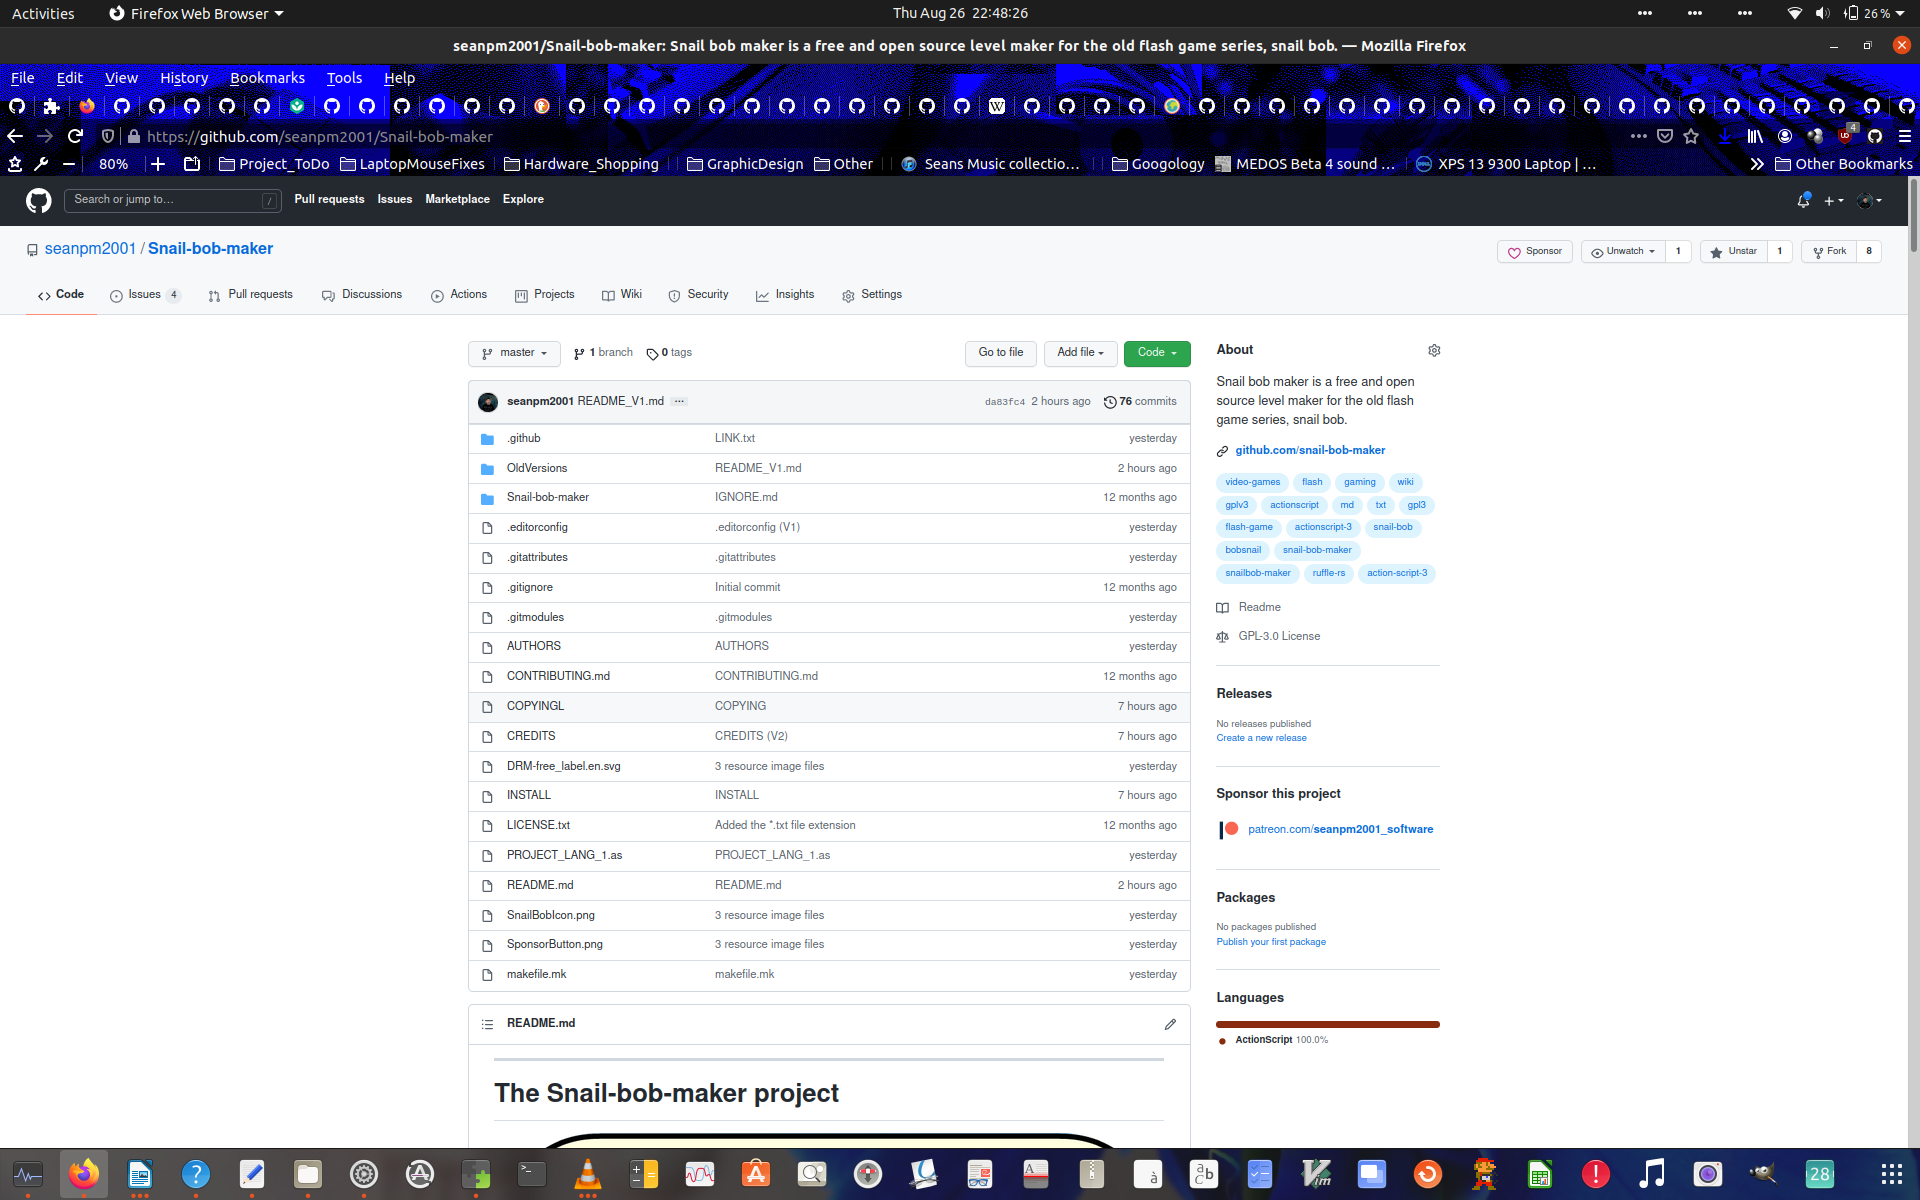 Activities Firefox Web Browser Thu Aug 26 22:48:26 26 %
seanpm2001/Snail-bob-maker: Snail bob maker is a free and open source level maker for the old flash game series, snail bob. — Mozilla Firefox
File Edit View History Bookmarks Tools Help
https://github.com/seanpm2001/Snail-bob-maker 4
80% Project_ToDo LaptopMouseFixes Hardware_Shopping GraphicDesign Other Seans Music collectio… Googology MEDOS Beta 4 sound … XPS 13 9300 Laptop | … Other Bookmarks
Search or jump to… / Pull requests Issues Marketplace Explore
seanpm2001 / Snail-bob-maker Sponsor Unwatch 1 Unstar 1 Fork 8
Code Issues 4 Pull requests Discussions Actions Projects Wiki Security Insights Settings
master 1 branch 0 tags Go to file Add file Code
seanpm2001 README_V1.md ... da83fc4 2 hours ago 76 commits
.github LINK.txt yesterday
OldVersions README_V1.md 2 hours ago
Snail-bob-maker IGNORE.md 12 months ago
.editorconfig .editorconfig (V1) yesterday
.gitattributes .gitattributes yesterday
.gitignore Initial commit 12 months ago
.gitmodules .gitmodules yesterday
AUTHORS AUTHORS yesterday
CONTRIBUTING.md CONTRIBUTING.md 12 months ago
COPYINGL COPYING 7 hours ago
CREDITS CREDITS (V2) 7 hours ago
DRM-free_label.en.svg 3 resource image files yesterday
INSTALL INSTALL 7 hours ago
LICENSE.txt Added the *.txt file extension 12 months ago
PROJECT_LANG_1.as PROJECT_LANG_1.as yesterday
README.md README.md 2 hours ago
SnailBobIcon.png 3 resource image files yesterday
SponsorButton.png 3 resource image files yesterday
makefile.mk makefile.mk yesterday
README.md
The Snail-bob-maker project
About
Snail bob maker is a free and open
source level maker for the old flash
game series, snail bob.
github.com/snail-bob-maker
video-games flash gaming wiki
gplv3 actionscript md txt gpl3
flash-game actionscript-3 snail-bob
bobsnail snail-bob-maker
snailbob-maker ruffle-rs action-script-3
Readme
GPL-3.0 License
Releases
No releases published
Create a new release
Sponsor this project
patreon.com/seanpm2001_software
Packages
No packages published
Publish your first package
Languages
ActionScript 100.0%
28